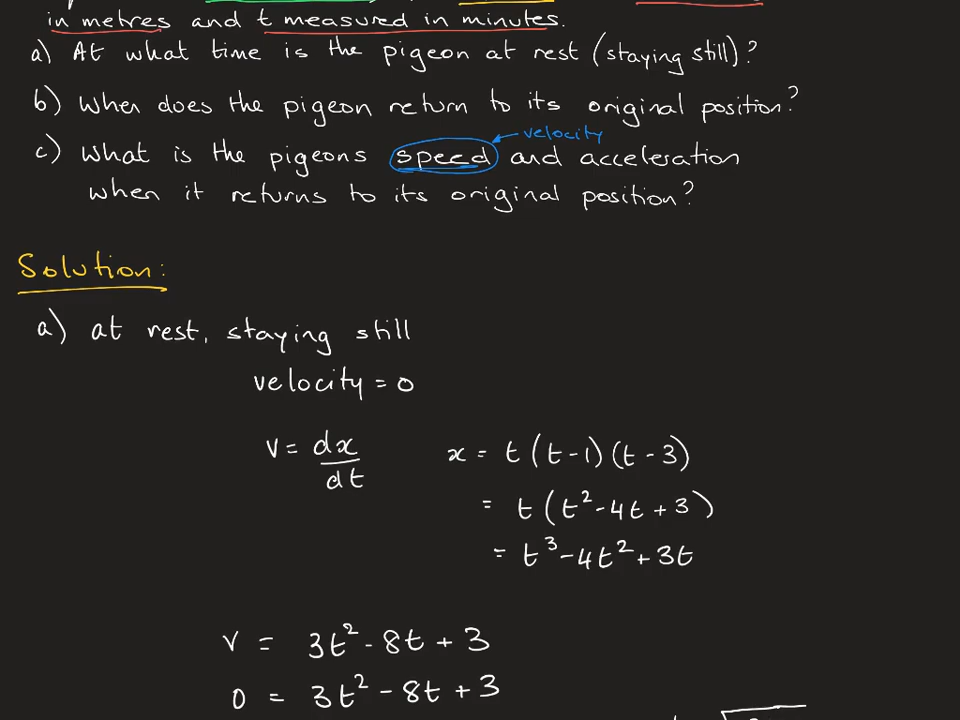 in metres and t measured in minutes.
a) At what time is the pigeon at rest (staying still)?
b) When does the pigeon return to its original position?
velocity
c) What is the pigeons speed and acceleration
when it returns to its original position?
Solution:
a) at rest, staying still
velocity = 0
v = dx/dt
x = t(t-1)(t-3)
= t(t² - 4t + 3)
= t³ - 4t² + 3t
v = 3t² - 8t + 3
0 = 3t² - 8t + 3